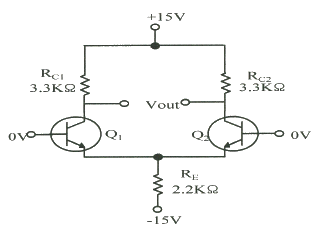 +15V
RC1
3.3KΩ
RC2
3.3KΩ
Vout
0V
Q1
Q2
0V
RE
2.2KΩ
-15V